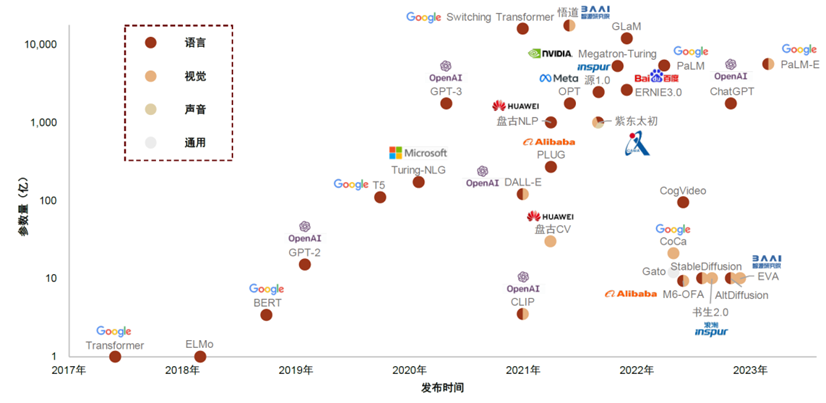 Google Switching Transformer
悟道
BAAI
智源研究院
GLaM
10,000
语言
NVIDIA
Megatron-Turing
Google
PaLM
Google
PaLM-E
OpenAI
GPT-3
Meta
OPT
inspur
源1.0
Bai百度
ERNIE3.0
OpenAI
ChatGPT
视觉
1,000
声音
HUAWEI
盘古NLP
紫东太初
通用
Microsoft
Turing-NLG
Alibaba
PLUG
参数量(亿)
100
Google T5
OpenAI
DALL-E
CogVideo
OpenAI
GPT-2
HUAWEI
盘古CV
Google
CoCa
BAAI
智源研究院
10
Gato
StableDiffusion
EVA
Google
BERT
OpenAI
CLIP
Alibaba
M6-OFA
AltDiffusion
书生2.0
inspur
Google
Transformer
ELMo
1
2017年
2018年
2019年
2020年
2021年
2022年
2023年
发布时间